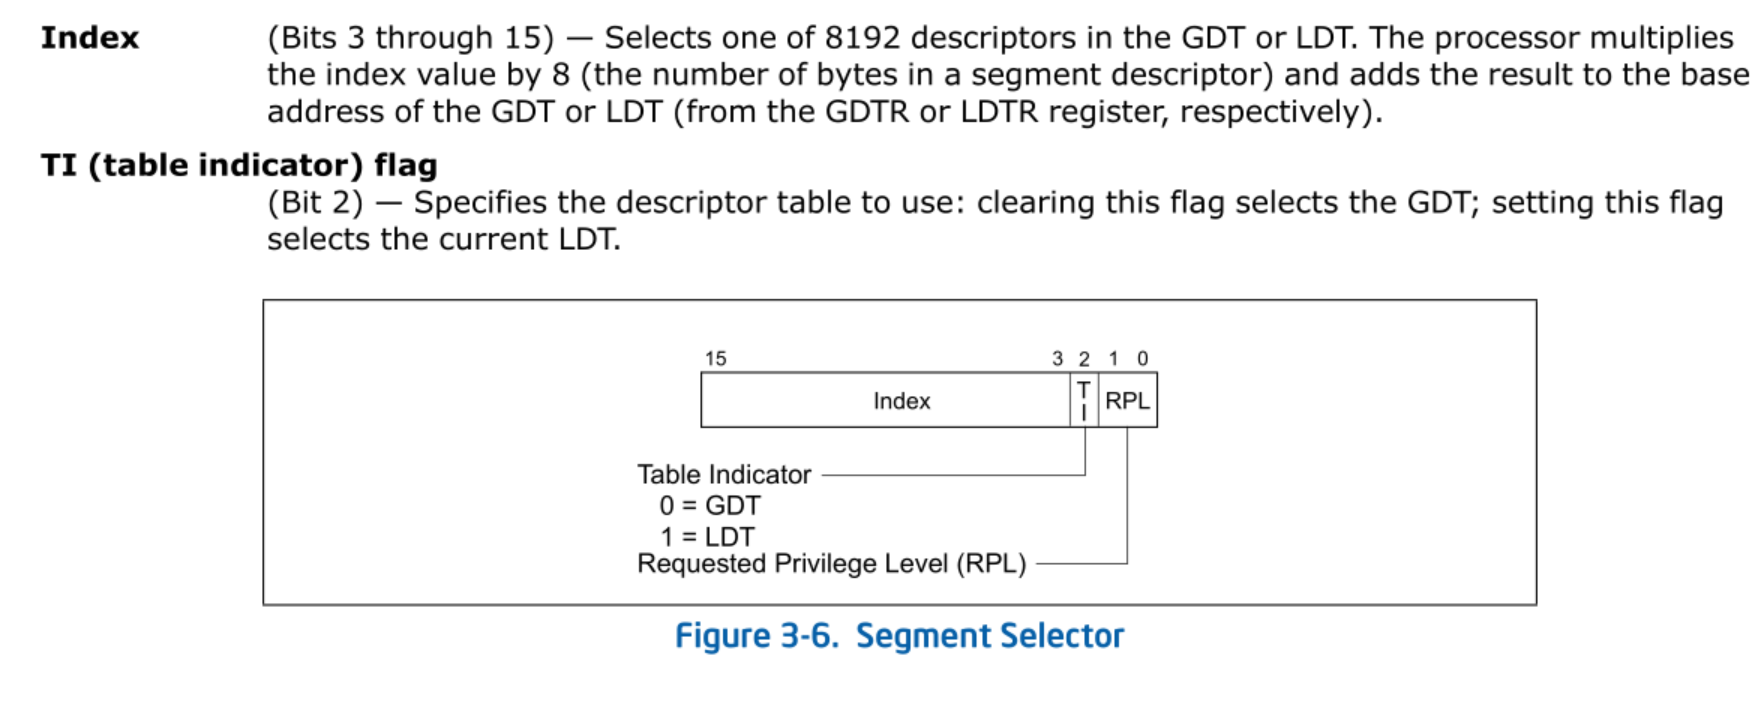 Index (Bits 3 through 15) — Selects one of 8192 descriptors in the GDT or LDT. The processor multiplies
the index value by 8 (the number of bytes in a segment descriptor) and adds the result to the base
address of the GDT or LDT (from the GDTR or LDTR register, respectively).
TI (table indicator) flag
(Bit 2) — Specifies the descriptor table to use: clearing this flag selects the GDT; setting this flag
selects the current LDT.
15 3 2 1 0
Index TI RPL
Table Indicator
0 = GDT
1 = LDT
Requested Privilege Level (RPL)
Figure 3-6. Segment Selector